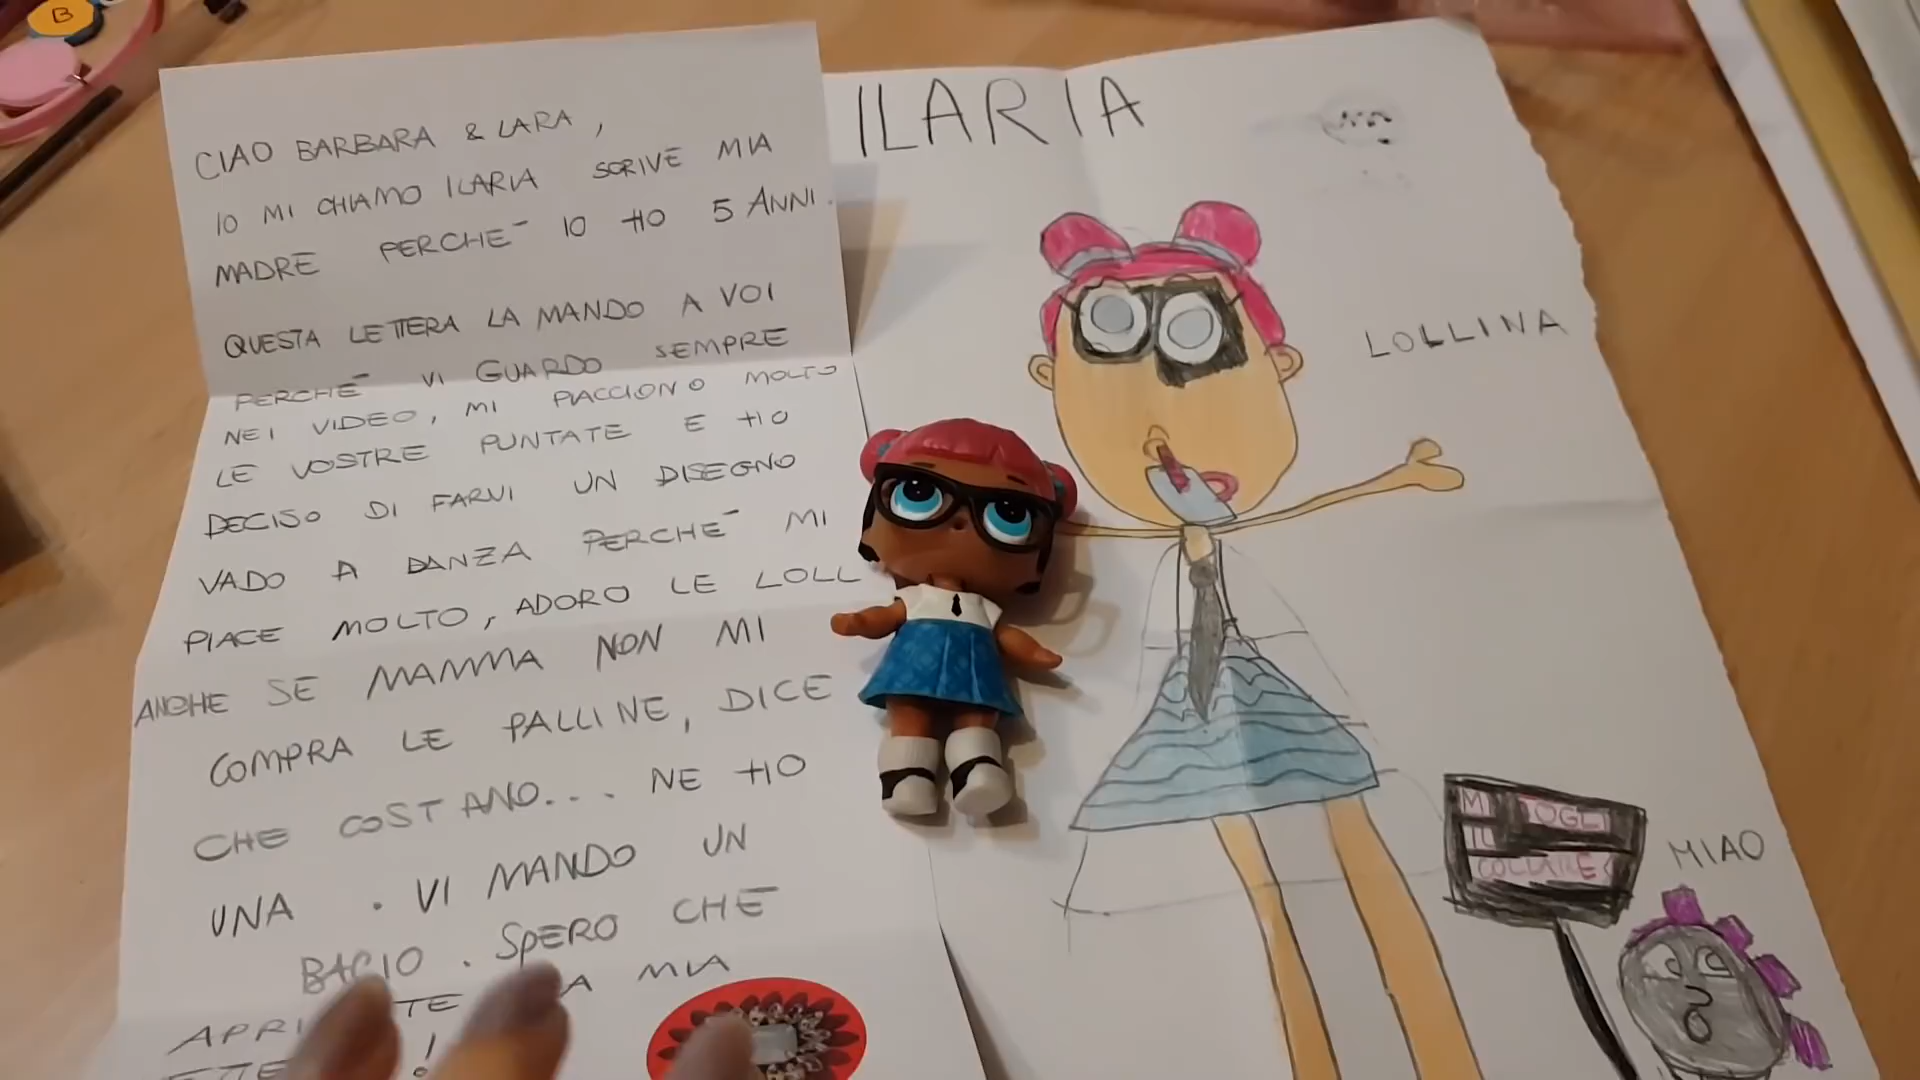 CIAO BARBARA & LARA,
IO MI CHIAMO ILARIA SCRIVE MIA
MADRE PERCHE' IO HO 5 ANNI.
QUESTA LETTERA LA MANDO A VOI
PERCHE' VI GUARDO SEMPRE
NEI VIDEO, MI PIACCIONO MOLTO
LE VOSTRE PUNTATE E HO
DECISO DI FARVI UN DISEGNO
VADO A DANZA PERCHE' MI
PIACE MOLTO, ADORO LE LOLL
ANCHE SE MAMMA NON MI
COMPRA LE PALLINE, DICE
CHE COSTANO... NE HO
UNA . VI MANDO UN
BACIO . SPERO CHE
MIA
ILARIA
LOLLINA
IL
COLLARE
MIAO
B